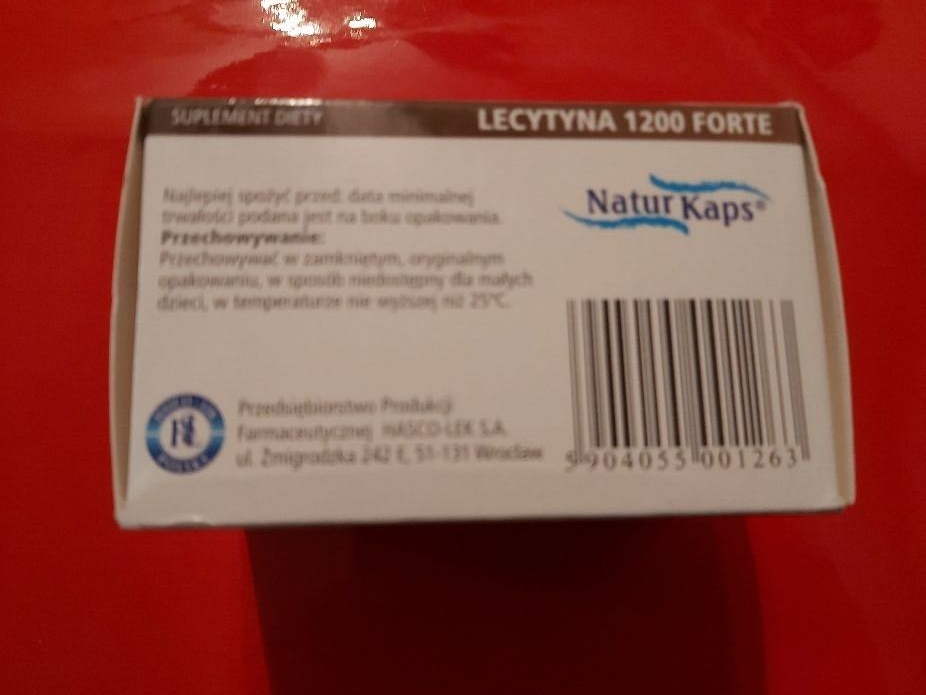 SUPLEMENT DIETY
LECYTYNA 1200 FORTE
Najlepiej spożyć przed: data minimalnej
trwałości podana jest na boku opakowania.
Przechowywanie:
Przechowywać w zamkniętym, oryginalnym
opakowaniu, w sposób niedostępny dla małych
dzieci, w temperaturze nie wyższej niż 25°C.
Natur Kaps®
Przedsiębiorstwo Produkcji
Farmaceutycznej HASCO-LEK S.A.
ul. Żmigrodzka 242 E, 51-131 Wrocław
5 904055 001263